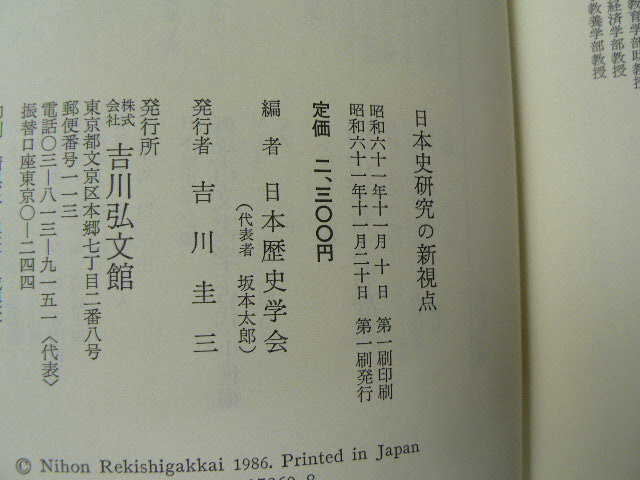 教育学部助教授
経済学部教授
教養学部教授
日本史研究の新視点
昭和六十一年十一月 十 日 第一刷印刷
昭和六十一年十一月二十日 第一刷発行
定価 二、三〇〇円
編者 日本歴史学会
(代表者 坂本太郎)
発行者 吉川圭三
発行所
株式会社 吉川弘文館
東京都文京区本郷七丁目二番八号
郵便番号一一三
電話〇三―八一三―九一五一〈代表〉
振替口座東京〇―二四四
© Nihon Rekishigakkai 1986. Printed in Japan